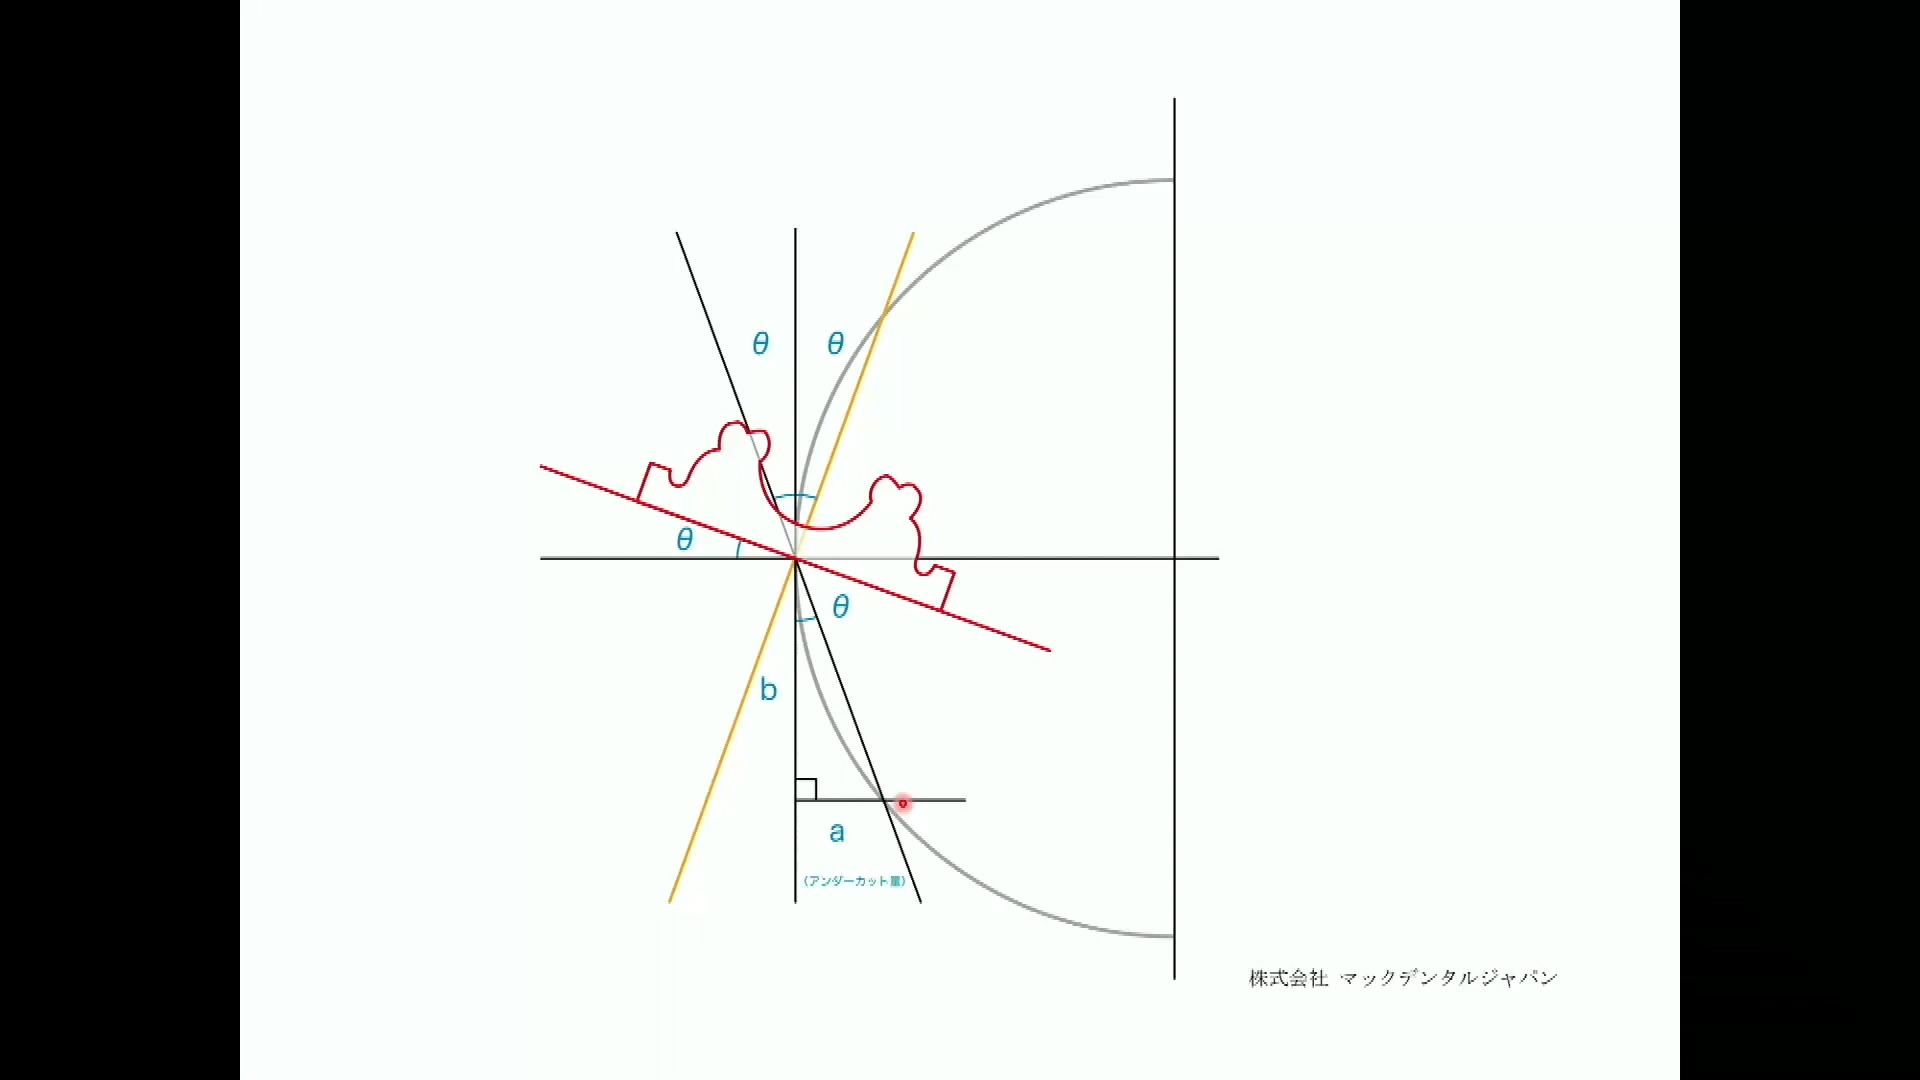 θ θ
θ
θ
b
a
(アンダーカット量)
株式会社 マックデンタルジャパン